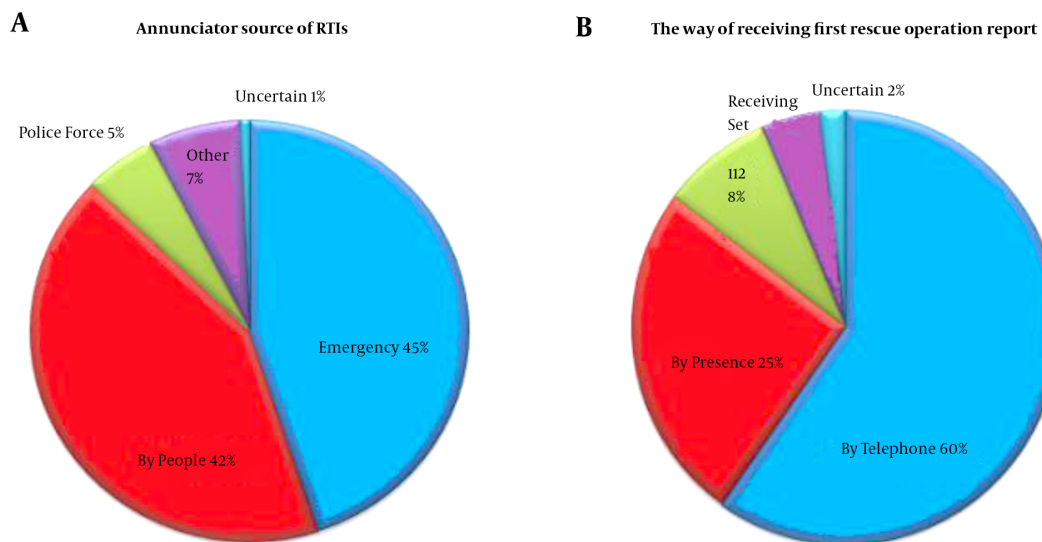 A
Annunciator source of RTIs
Uncertain 1%
Police Force 5%
Other
7%
Emergency 45%
By People 42%
B
The way of receiving first rescue operation report
Uncertain 2%
Receiving
Set
112
8%
By Presence 25%
By Telephone 60%